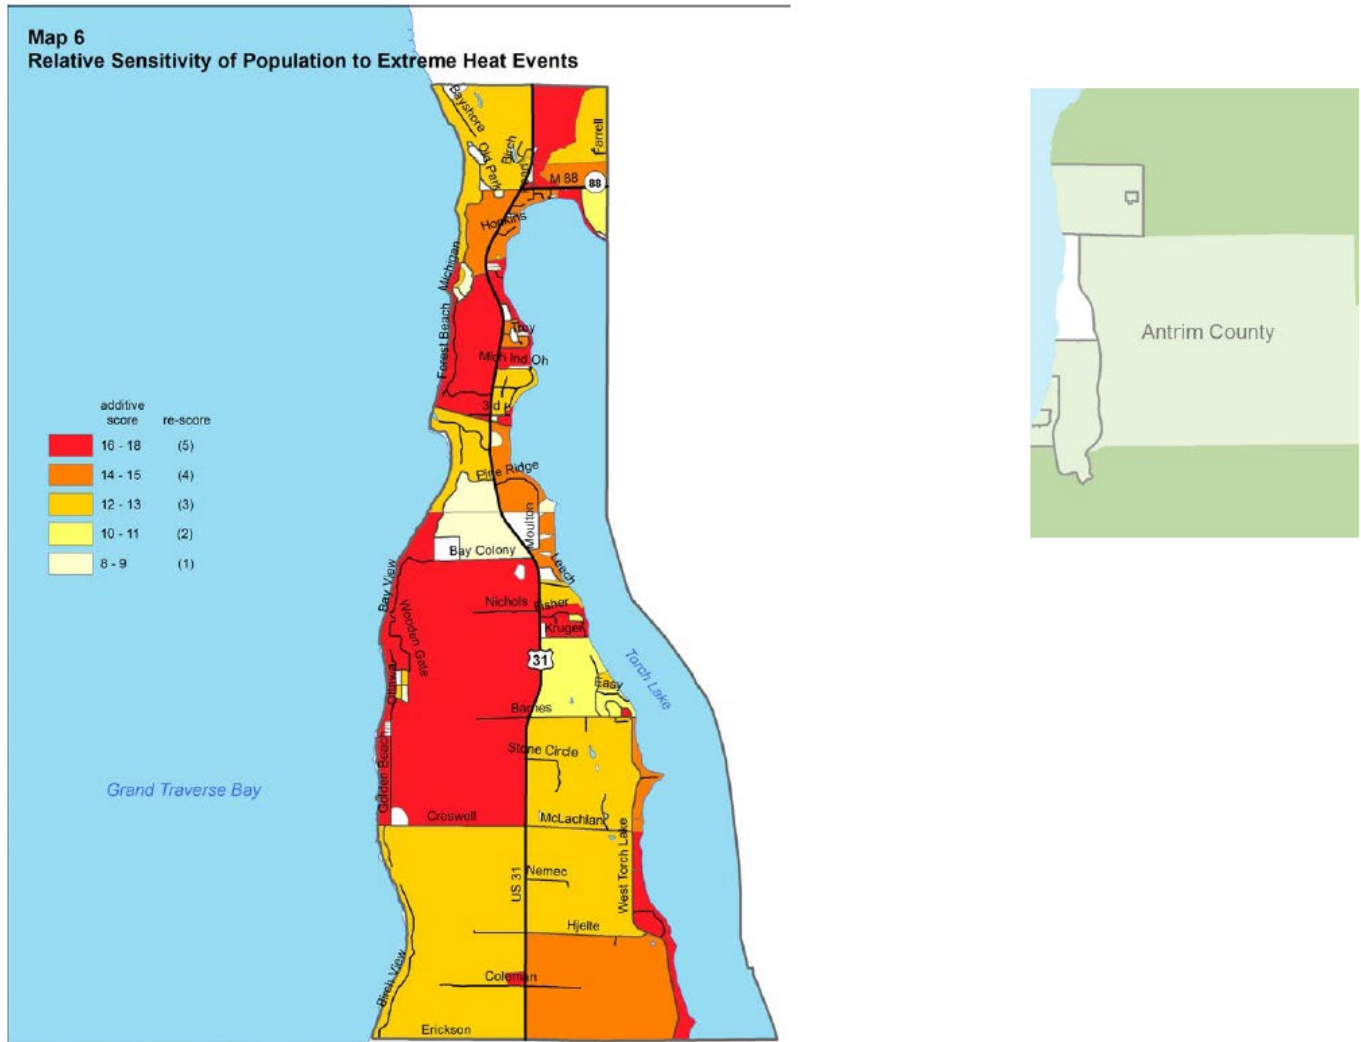 Map 6
Relative Sensitivity of Population to Extreme Heat Events
Bayshore
Old Park
Birch
Farrell
M 88
88
Hopkins
Michigan
Forest Beach
Troy
Mich Ind Oh
Pine Ridge
Moulton
Bay Colony
Leech
Bay View
Nichols
Fisher
Wooden Gate
Kruger
31
Torch Lake
Ottawa
Easy
Barnes
Stone Circle
Golden Beach
Grand Traverse Bay
Creswell
McLachlan
West Torch Lake
US 31
Nemec
Hjelte
Birch View
Coleman
Erickson
additive
score re-score
16 - 18 (5)
14 - 15 (4)
12 - 13 (3)
10 - 11 (2)
8 - 9 (1)
Antrim County